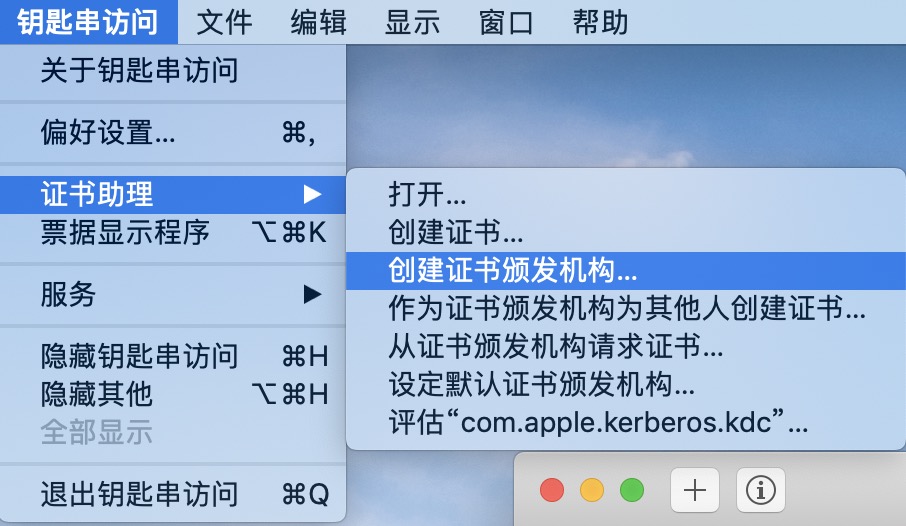 钥匙串访问 文件 编辑 显示 窗口 帮助
关于钥匙串访问
偏好设置... ⌘,
证书助理 ▶
票据显示程序 ⌥⌘K
服务 ▶
隐藏钥匙串访问 ⌘H
隐藏其他 ⌥⌘H
全部显示
退出钥匙串访问 ⌘Q
打开...
创建证书...
创建证书颁发机构...
作为证书颁发机构为其他人创建证书...
从证书颁发机构请求证书...
设定默认证书颁发机构...
评估“com.apple.kerberos.kdc”...